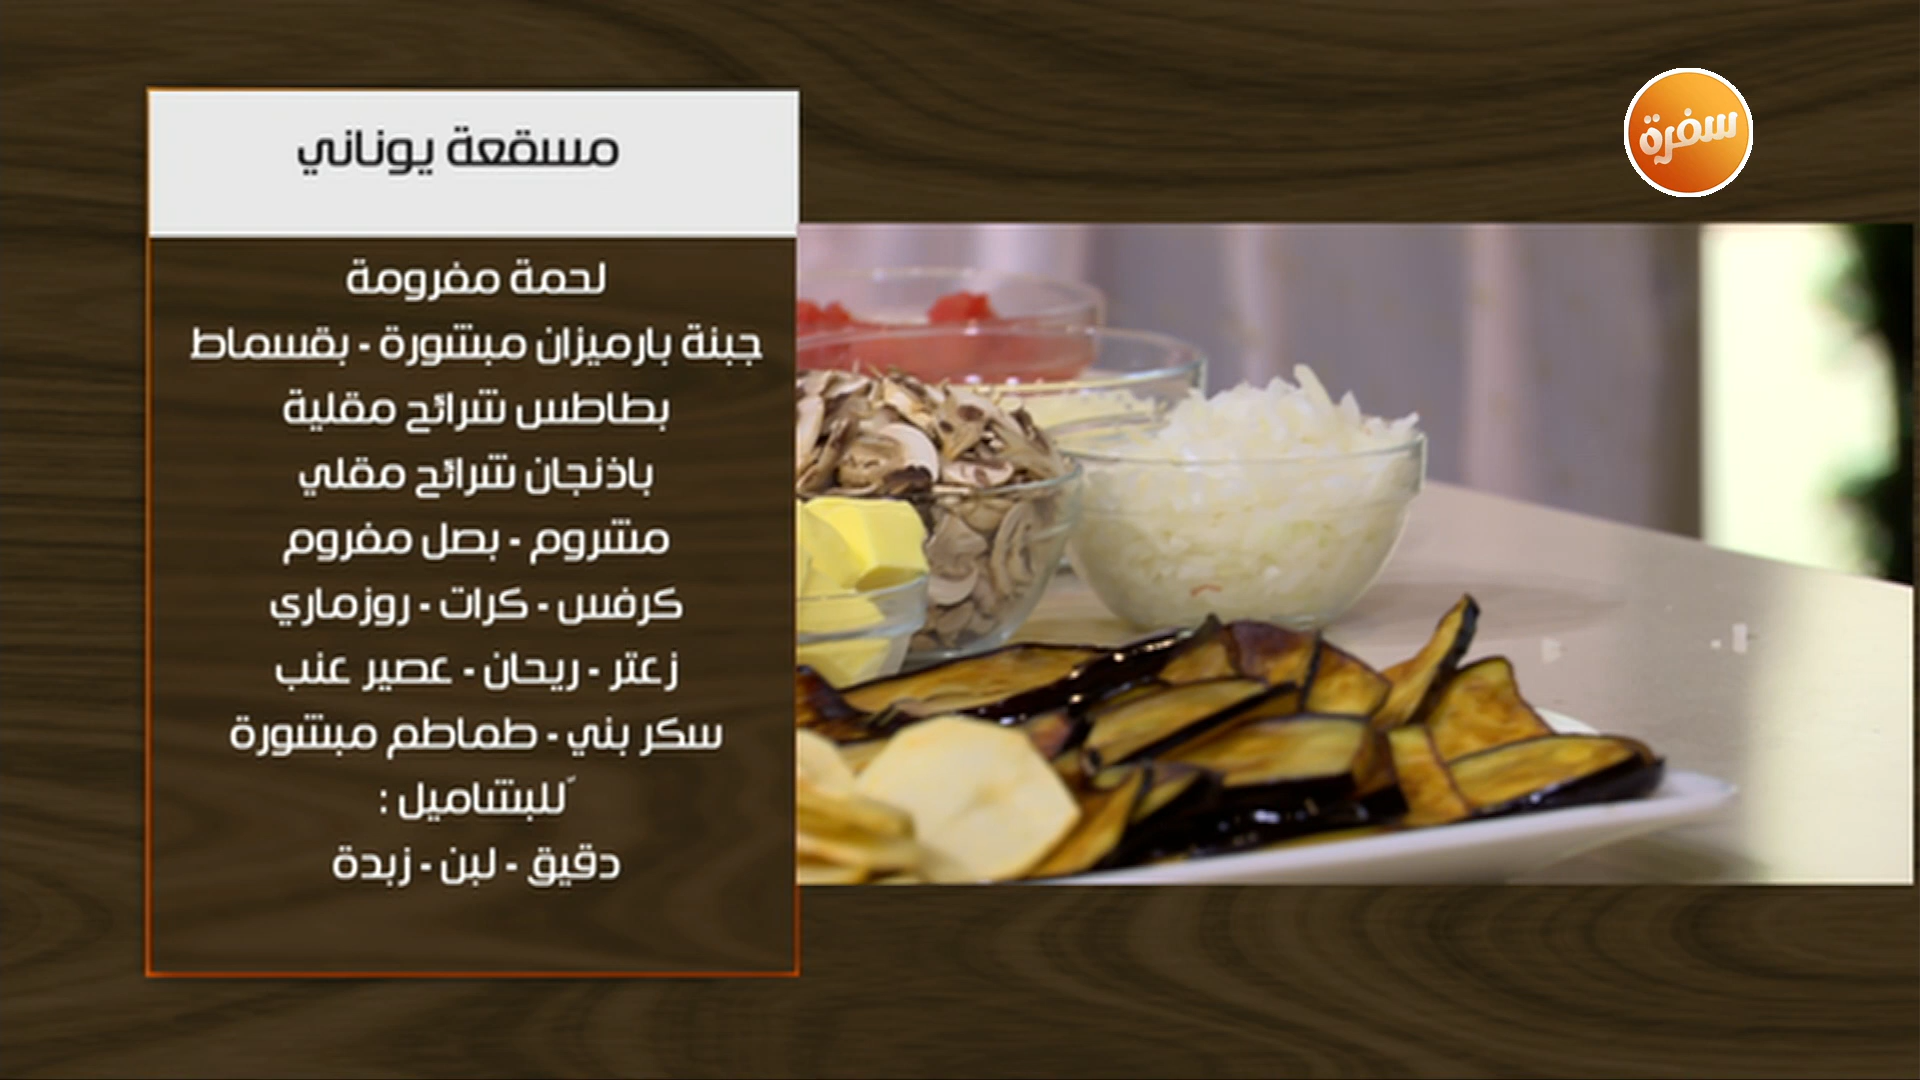 سفرة
مسقعة يوناني
لحمة مفرومة
جبنة بارميزان مبشورة - بقسماط
بطاطس شرائح مقلية
باذنجان شرائح مقلي
مشروم - بصل مفروم
كرفس - كرات - روزماري
زعتر - ريحان - عصير عنب
سكر بني - طماطم مبشورة
للبشاميل :
دقيق - لبن - زبدة